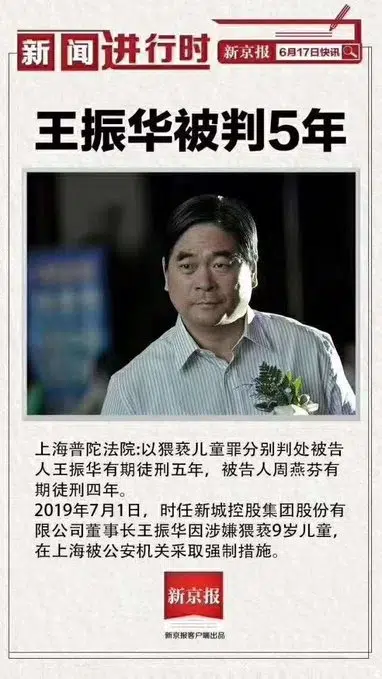 新闻进行时
新京报 6月17日快讯
王振华被判5年
上海普陀法院:以猥亵儿童罪分别判处被告
人王振华有期徒刑五年，被告人周燕芬有
期徒刑四年。
2019年7月1日，时任新城控股集团股份有
限公司董事长王振华因涉嫌猥亵9岁儿童，
在上海被公安机关采取强制措施。
新京报
新京报客户端出品